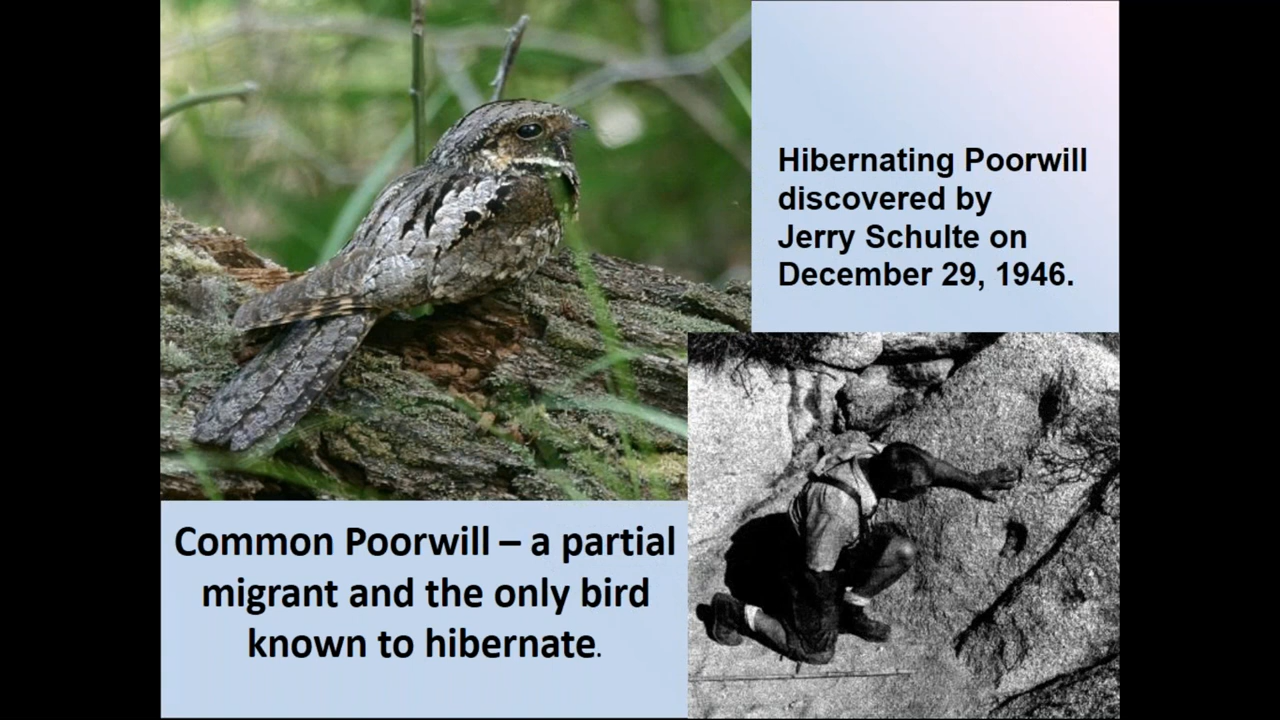 Hibernating Poorwill
discovered by
Jerry Schulte on
December 29, 1946.
Common Poorwill – a partial
migrant and the only bird
known to hibernate.